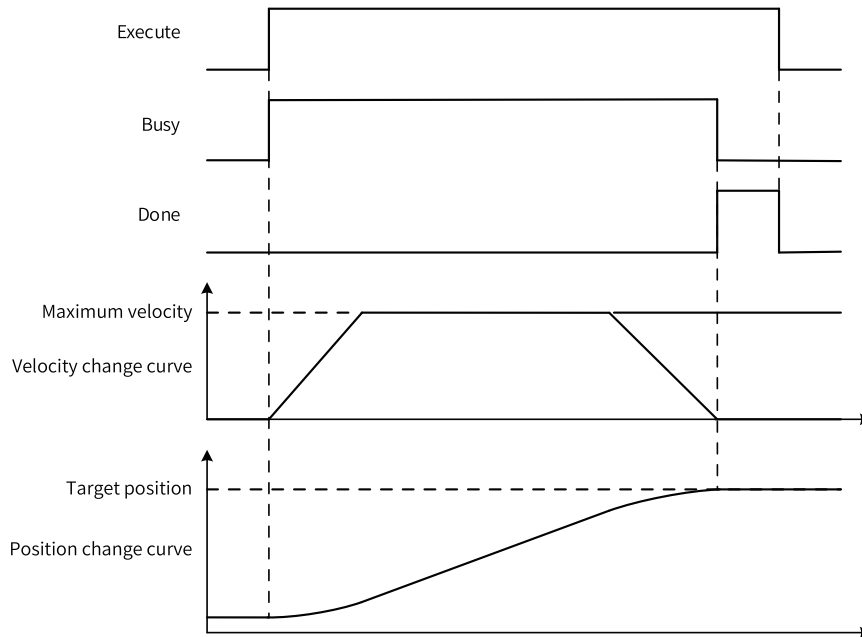 Execute
Busy
Done
Maximum velocity
Velocity change curve
Target position
Position change curve